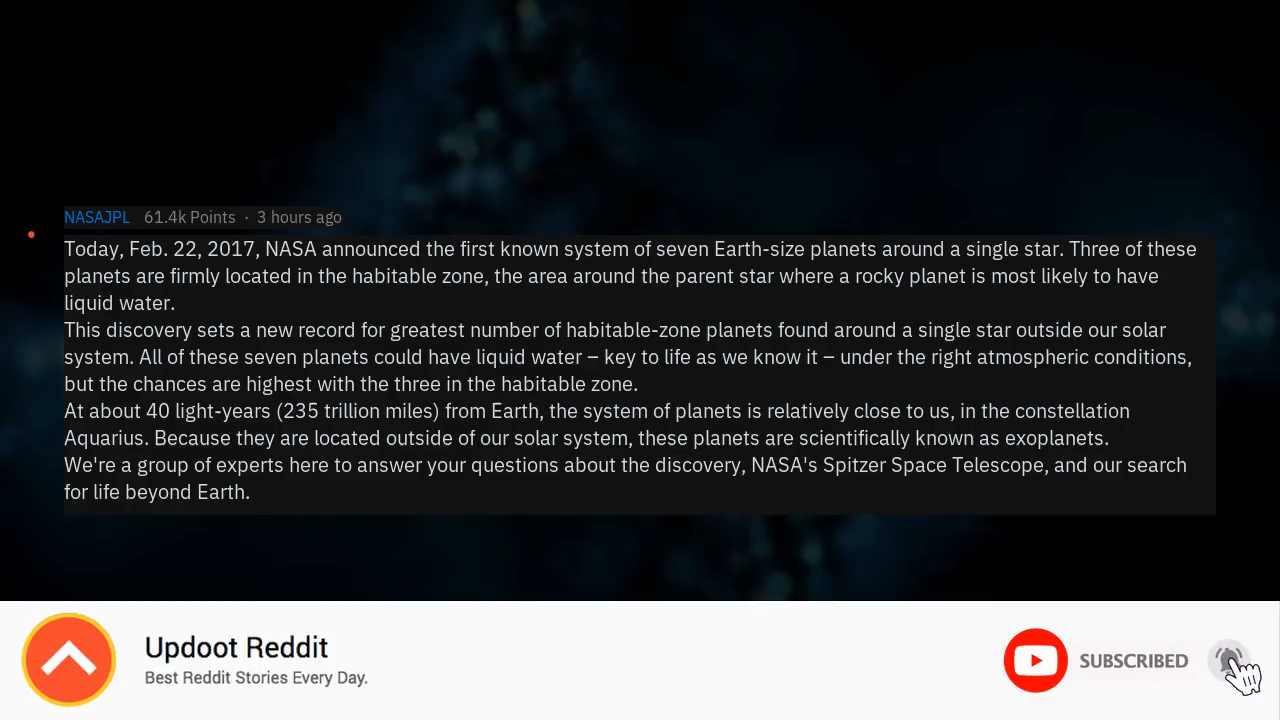 NASAJPL 61.4k Points · 3 hours ago
Today, Feb. 22, 2017, NASA announced the first known system of seven Earth-size planets around a single star. Three of these
planets are firmly located in the habitable zone, the area around the parent star where a rocky planet is most likely to have
liquid water.
This discovery sets a new record for greatest number of habitable-zone planets found around a single star outside our solar
system. All of these seven planets could have liquid water – key to life as we know it – under the right atmospheric conditions,
but the chances are highest with the three in the habitable zone.
At about 40 light-years (235 trillion miles) from Earth, the system of planets is relatively close to us, in the constellation
Aquarius. Because they are located outside of our solar system, these planets are scientifically known as exoplanets.
We're a group of experts here to answer your questions about the discovery, NASA's Spitzer Space Telescope, and our search
for life beyond Earth.
Updoot Reddit
Best Reddit Stories Every Day.
SUBSCRIBED